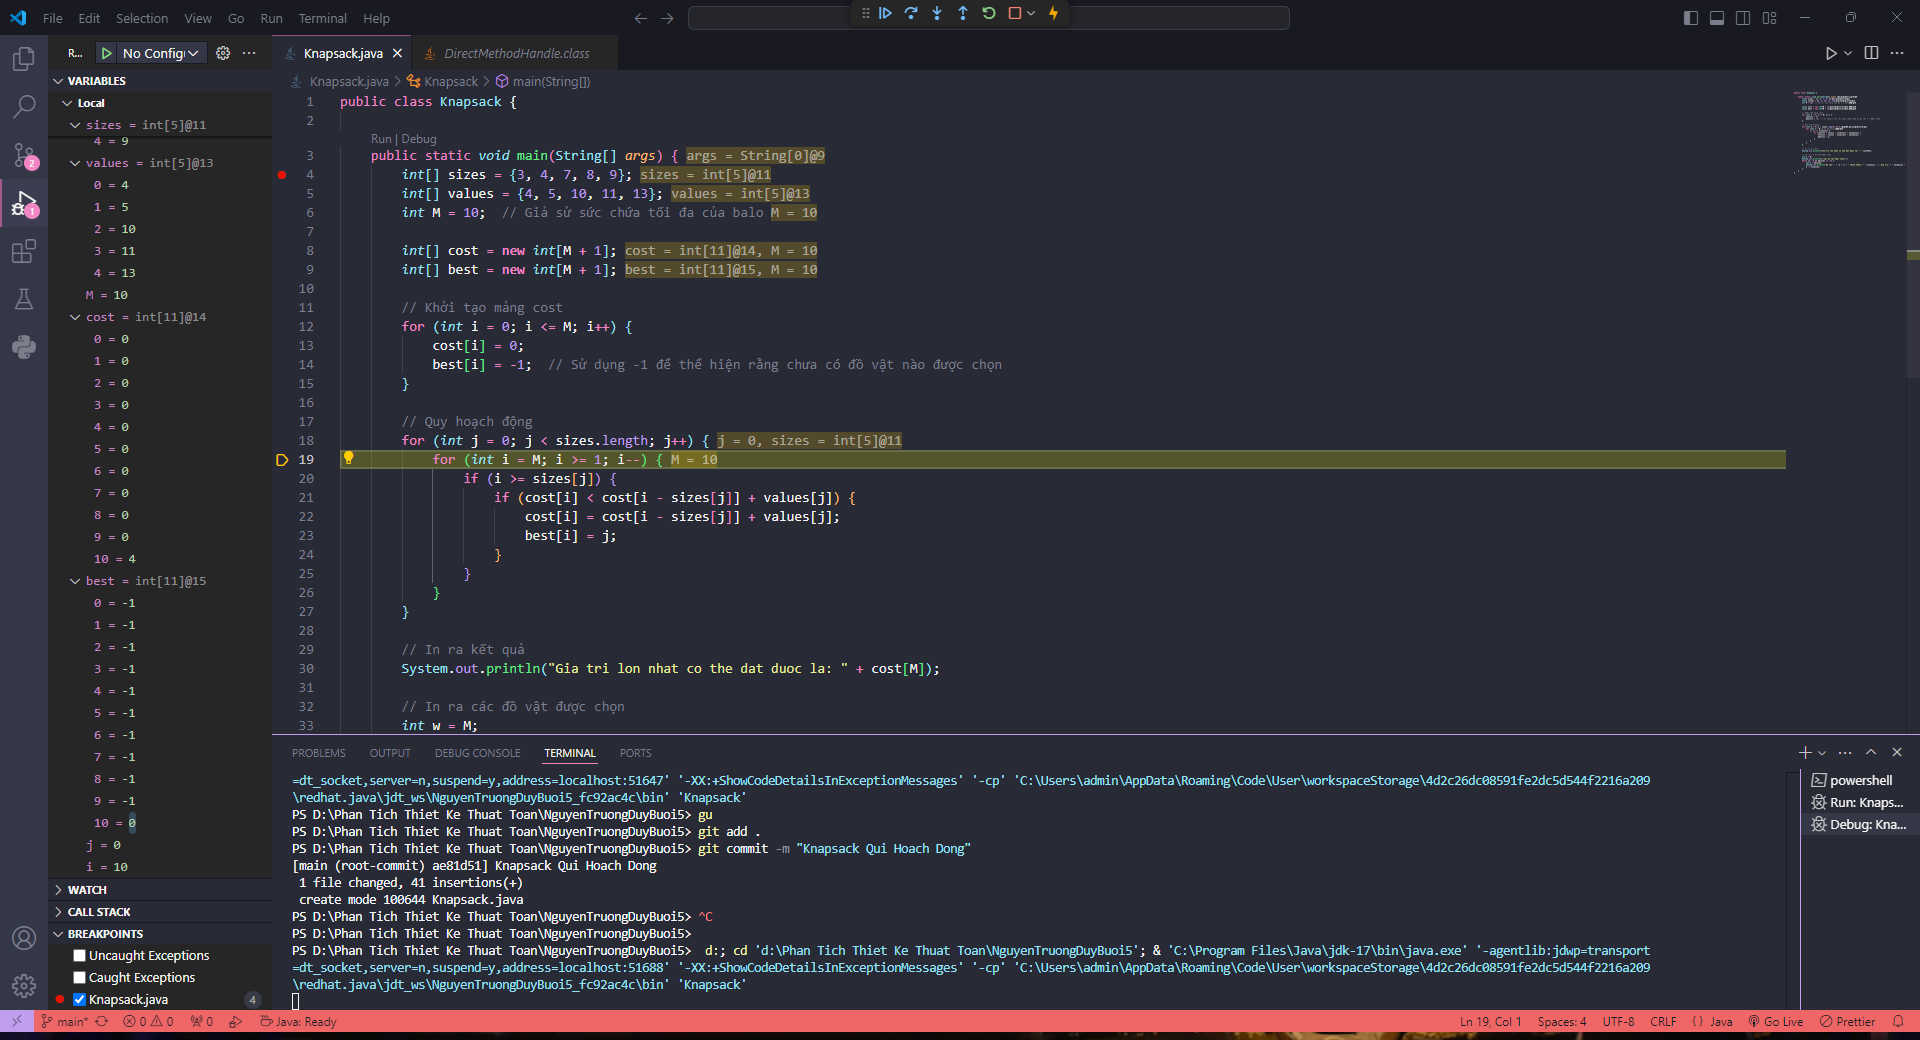 File Edit Selection View Go Run Terminal Help
R... No Config
Knapsack.java
DirectMethodHandle.class
Knapsack.java > Knapsack > main(String[])
VARIABLES
Local
sizes = int[5]@11
4 = 9
values = int[5]@13
0 = 4
1 = 5
2 = 10
3 = 11
4 = 13
M = 10
cost = int[11]@14
0 = 0
1 = 0
2 = 0
3 = 0
4 = 0
5 = 0
6 = 0
7 = 0
8 = 0
9 = 0
10 = 4
best = int[11]@15
0 = -1
1 = -1
2 = -1
3 = -1
4 = -1
5 = -1
6 = -1
7 = -1
8 = -1
9 = -1
10 = 0
j = 0
i = 10
WATCH
CALL STACK
BREAKPOINTS
Uncaught Exceptions
Caught Exceptions
Knapsack.java 4
2
1
1 public class Knapsack {
2
Run | Debug
3 public static void main(String[] args) { args = String[0]@9
4 int[] sizes = {3, 4, 7, 8, 9}; sizes = int[5]@11
5 int[] values = {4, 5, 10, 11, 13}; values = int[5]@13
6 int M = 10; // Giả sử sức chứa tối đa của balo M = 10
7
8 int[] cost = new int[M + 1]; cost = int[11]@14, M = 10
9 int[] best = new int[M + 1]; best = int[11]@15, M = 10
10
11 // Khởi tạo mảng cost
12 for (int i = 0; i <= M; i++) {
13 cost[i] = 0;
14 best[i] = -1; // Sử dụng -1 để thể hiện rằng chưa có đồ vật nào được chọn
15 }
16
17 // Quy hoạch động
18 for (int j = 0; j < sizes.length; j++) { j = 0, sizes = int[5]@11
19 for (int i = M; i >= 1; i--) { M = 10
20 if (i >= sizes[j]) {
21 if (cost[i] < cost[i - sizes[j]] + values[j]) {
22 cost[i] = cost[i - sizes[j]] + values[j];
23 best[i] = j;
24 }
25 }
26 }
27 }
28
29 // In ra kết quả
30 System.out.println("Gia tri lon nhat co the dat duoc la: " + cost[M]);
31
32 // In ra các đồ vật được chọn
33 int w = M;
PROBLEMS OUTPUT DEBUG CONSOLE TERMINAL PORTS
=dt_socket,server=n,suspend=y,address=localhost:51647' '-XX:+ShowCodeDetailsInExceptionMessages' '-cp' 'C:\Users\admin\AppData\Roaming\Code\User\workspaceStorage\4d2c26dc08591fe2dc5d544f2216a209
\redhat.java\jdt_ws\NguyenTruongDuyBuoi5_fc92ac4c\bin' 'Knapsack'
PS D:\Phan Tich Thiet Ke Thuat Toan\NguyenTruongDuyBuoi5> gu
PS D:\Phan Tich Thiet Ke Thuat Toan\NguyenTruongDuyBuoi5> git add .
PS D:\Phan Tich Thiet Ke Thuat Toan\NguyenTruongDuyBuoi5> git commit -m "Knapsack Qui Hoach Dong"
[main (root-commit) ae81d51] Knapsack Qui Hoach Dong
1 file changed, 41 insertions(+)
create mode 100644 Knapsack.java
PS D:\Phan Tich Thiet Ke Thuat Toan\NguyenTruongDuyBuoi5> ^C
PS D:\Phan Tich Thiet Ke Thuat Toan\NguyenTruongDuyBuoi5>
PS D:\Phan Tich Thiet Ke Thuat Toan\NguyenTruongDuyBuoi5> d:; cd 'd:\Phan Tich Thiet Ke Thuat Toan\NguyenTruongDuyBuoi5'; & 'C:\Program Files\Java\jdk-17\bin\java.exe' '-agentlib:jdwp=transport
=dt_socket,server=n,suspend=y,address=localhost:51688' '-XX:+ShowCodeDetailsInExceptionMessages' '-cp' 'C:\Users\admin\AppData\Roaming\Code\User\workspaceStorage\4d2c26dc08591fe2dc5d544f2216a209
\redhat.java\jdt_ws\NguyenTruongDuyBuoi5_fc92ac4c\bin' 'Knapsack'
powershell
Run: Knaps...
Debug: Kna...
main* 0 0 0 Java: Ready Ln 19, Col 1 Spaces: 4 UTF-8 CRLF {} Java Go Live Prettier